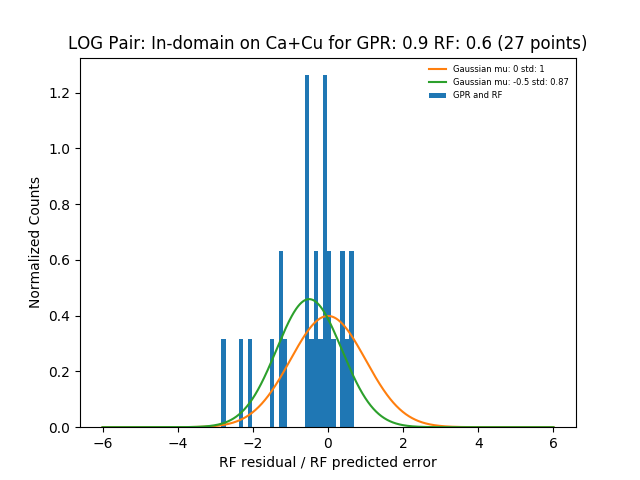 LOG Pair: In-domain on Ca+Cu for GPR: 0.9 RF: 0.6 (27 points)
Gaussian mu: 0 std: 1
Gaussian mu: -0.5 std: 0.87
GPR and RF
Normalized Counts
1.2
1.0
0.8
0.6
0.4
0.2
0.0
−6 −4 −2 0 2 4 6
RF residual / RF predicted error